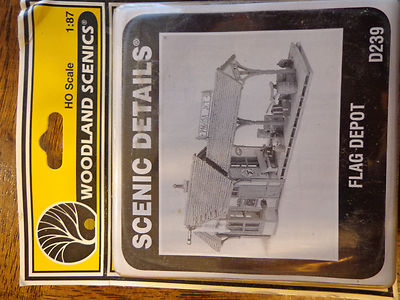 HO Scale 1:87
WOODLAND SCENICS®
SCENIC DETAILS®
FLAG DEPOT
D239